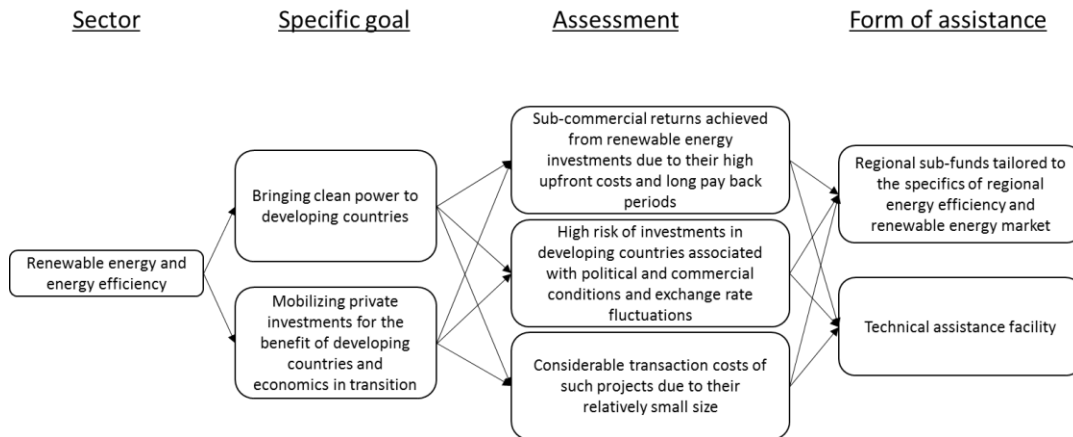 Sector
Specific goal
Assessment
Form of assistance
Renewable energy and
energy efficiency
Bringing clean power to
developing countries
Mobilizing private
investments for the
benefit of developing
countries and
economics in transition
Sub-commercial returns achieved
from renewable energy
investments due to their high
upfront costs and long pay back
periods
High risk of investments in
developing countries associated
with political and commercial
conditions and exchange rate
fluctuations
Considerable transaction costs of
such projects due to their
relatively small size
Regional sub-funds tailored to
the specifics of regional
energy efficiency and
renewable energy market
Technical assistance facility